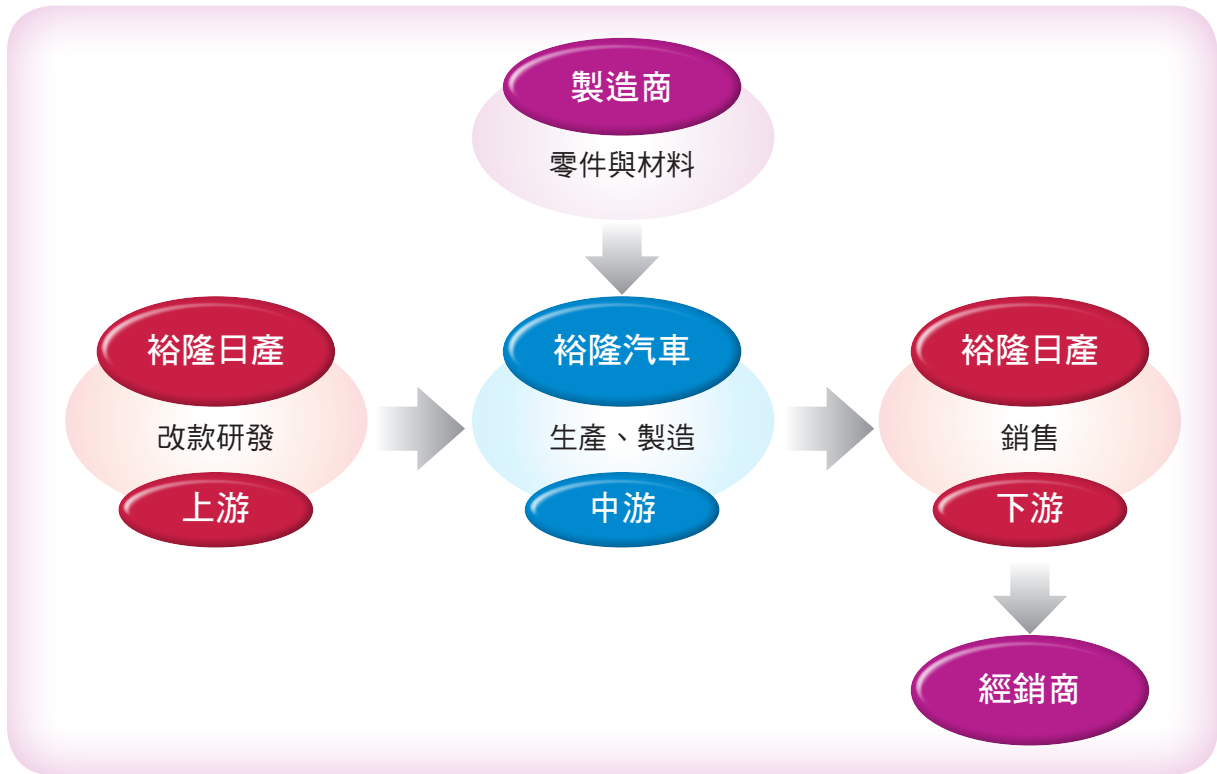 製造商
零件與材料
裕隆日產
改款研發
上游
裕隆汽車
生產、製造
中游
裕隆日產
銷售
下游
經銷商